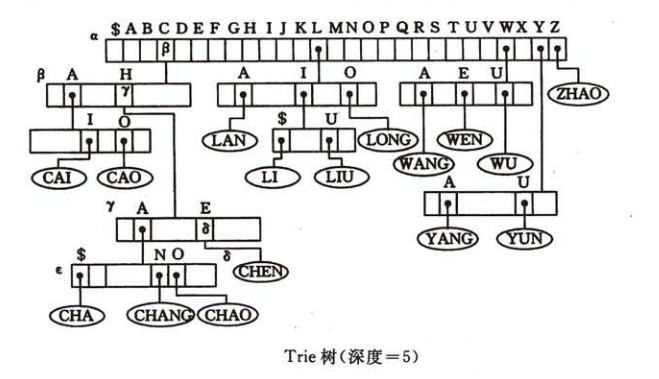 $ A B C D E F G H I J K L M N O P Q R S T U V W X Y Z
α β
β A H A I O A E U
γ ZHAO
I O $ U LAN LONG WANG WEN WU
CAI CAO LI LIU
A U
γ A E
δ YANG YUN
ε $ N O δ CHEN
CHA CHANG CHAO
Trie 树(深度=5)